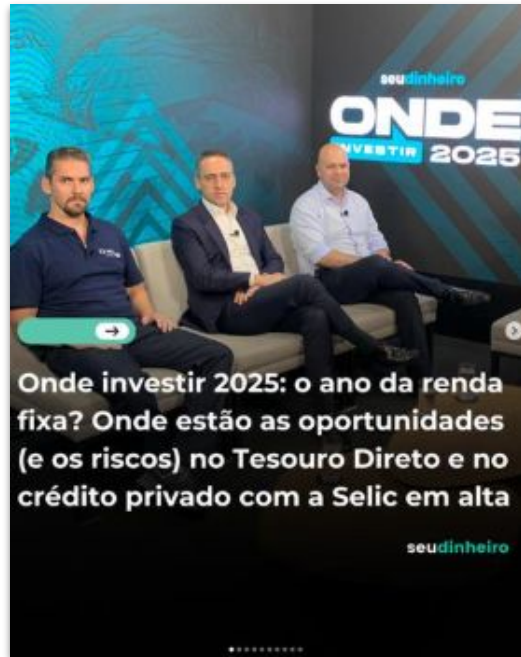 seudinheiro
ONDE
INVESTIR 2025
Onde investir 2025: o ano da renda
fixa? Onde estão as oportunidades
(e os riscos) no Tesouro Direto e no
crédito privado com a Selic em alta
seudinheiro